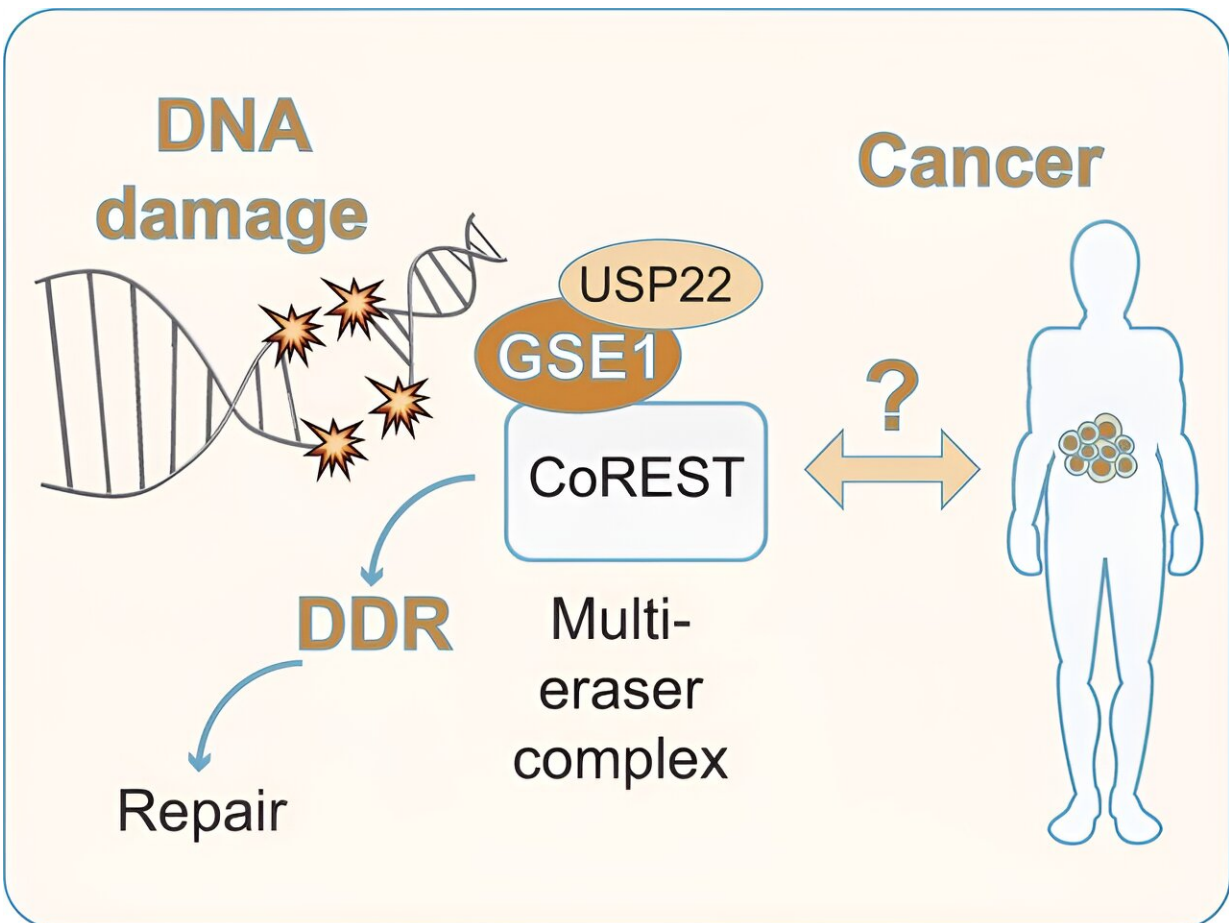 DNA
damage
Cancer
USP22
GSE1
?
CoREST
DDR
Multi-
eraser
complex
Repair